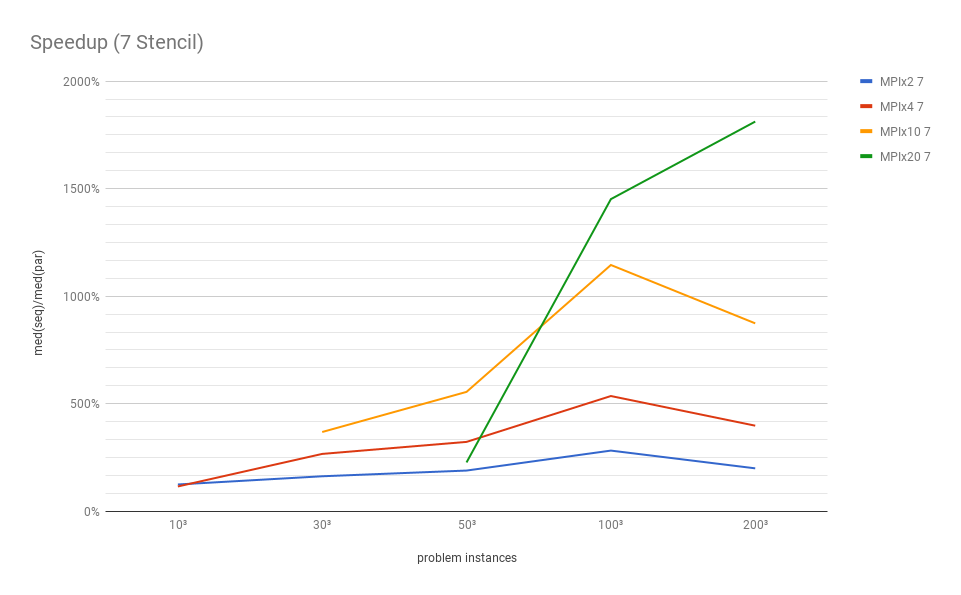 Speedup (7 Stencil)
2000%
1500%
1000%
500%
0%
med(seq)/med(par)
10³
30³
50³
100³
200³
problem instances
MPIx2 7
MPIx4 7
MPIx10 7
MPIx20 7